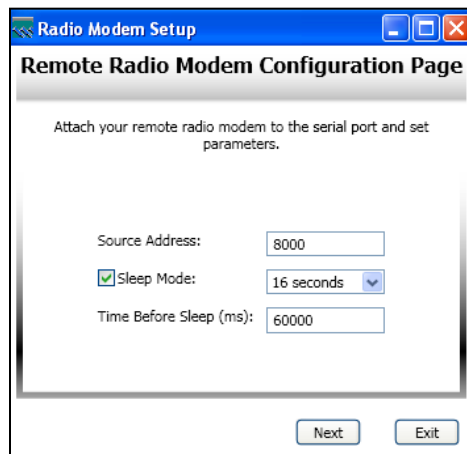 Radio Modem Setup
Remote Radio Modem Configuration Page
Attach your remote radio modem to the serial port and set
parameters.
Source Address: 8000
Sleep Mode: 16 seconds
Time Before Sleep (ms): 60000
Next Exit